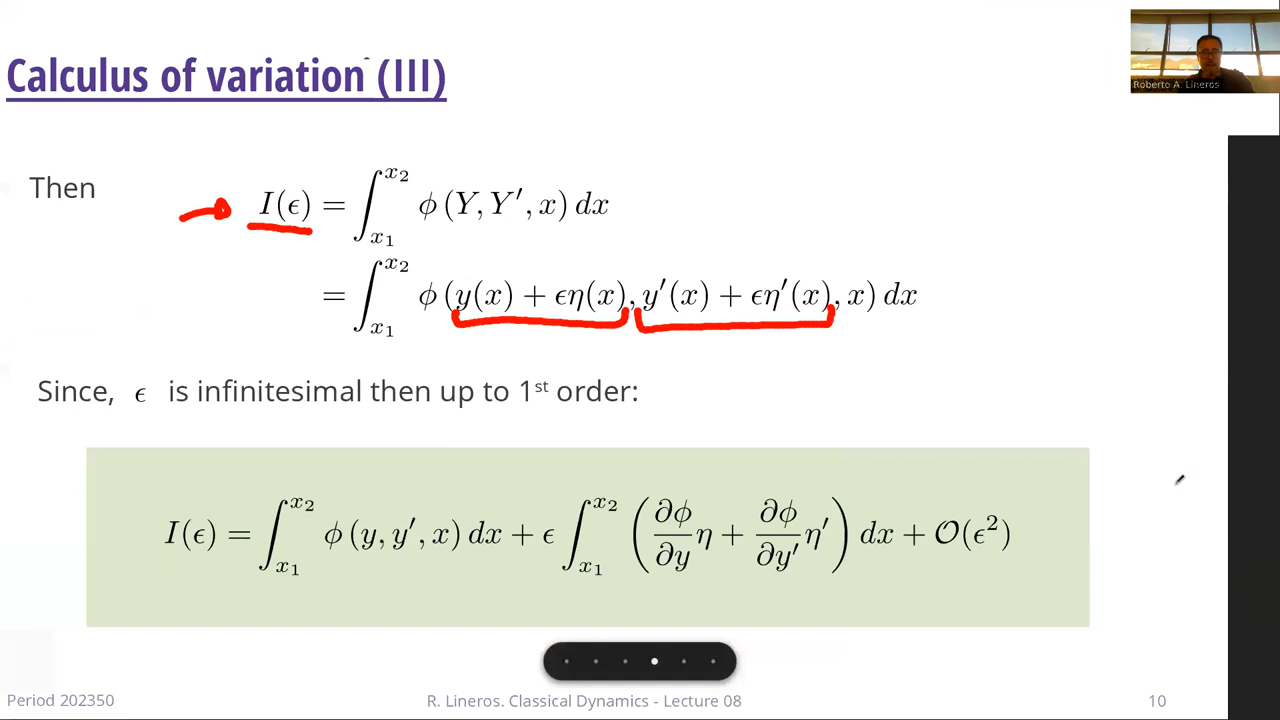 Calculus of variation (III)
Roberto A. Lineros
Then
I(ϵ) = ∫_{x₁}^{x₂} ϕ (Y, Y′, x) dx
= ∫_{x₁}^{x₂} ϕ (y(x) + ϵη(x), y′(x) + ϵη′(x), x) dx
Since, ϵ is infinitesimal then up to 1st order:
I(ϵ) = ∫_{x₁}^{x₂} ϕ (y, y′, x) dx + ϵ ∫_{x₁}^{x₂} (∂ϕ/∂y η + ∂ϕ/∂y′ η′) dx + 𝒪(ϵ²)
Period 202350
R. Lineros. Classical Dynamics - Lecture 08
10